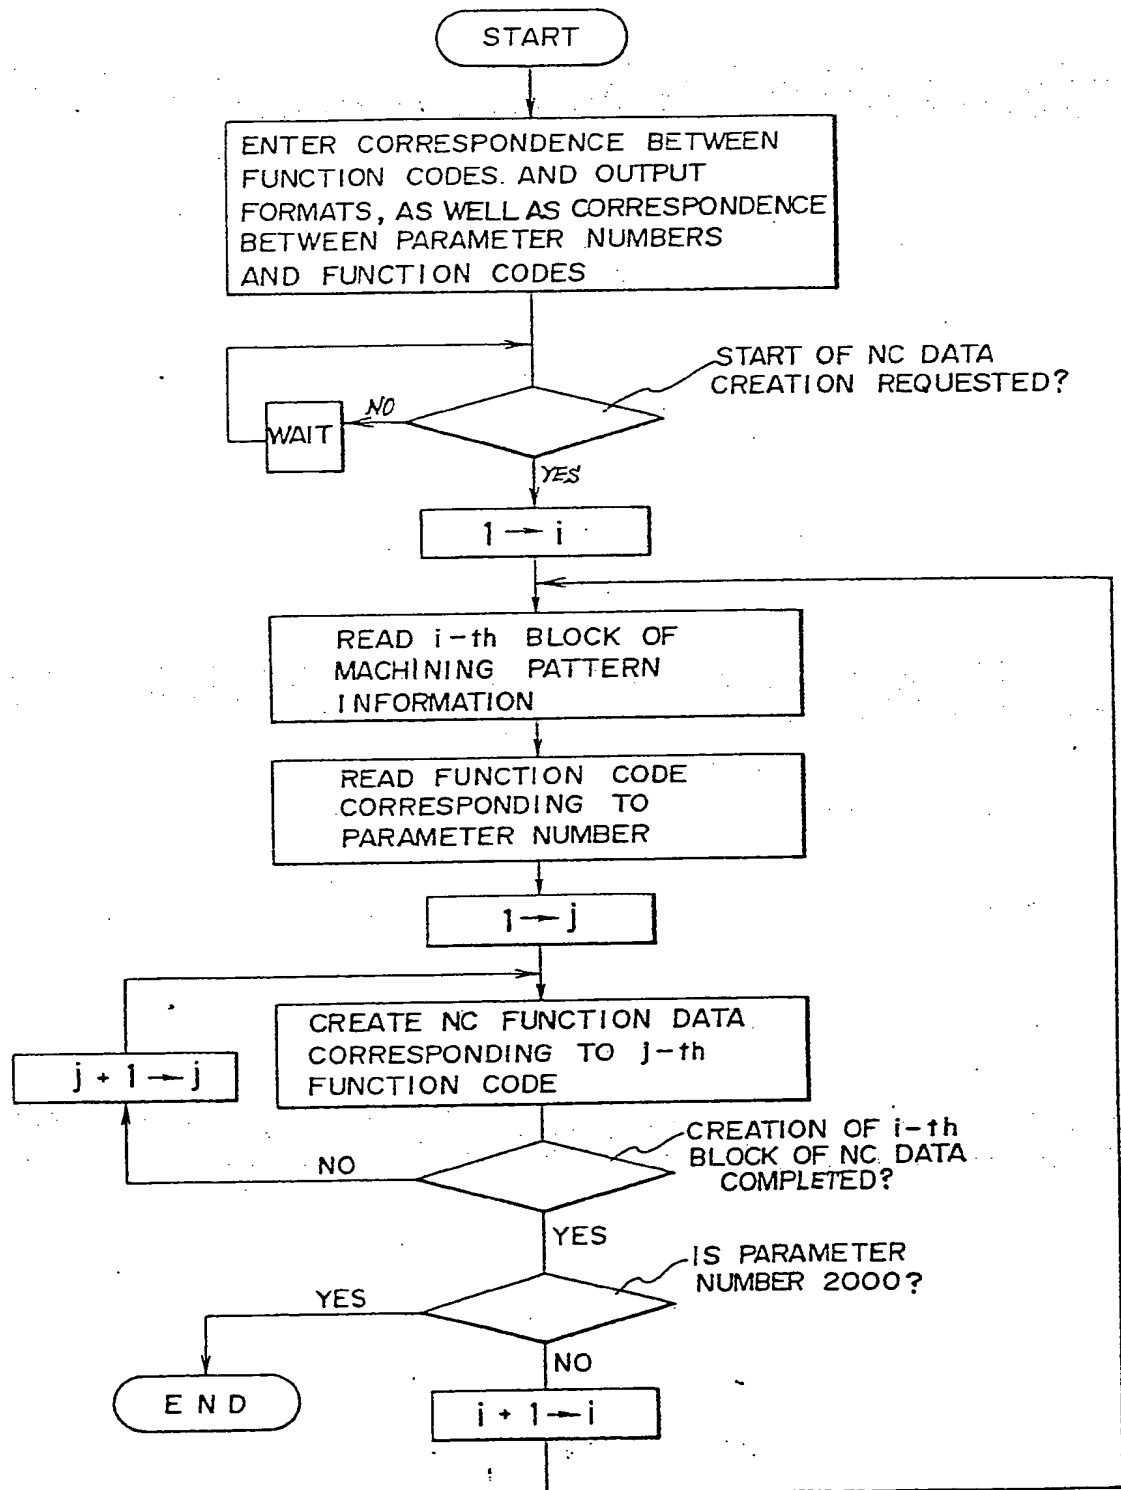 START
ENTER CORRESPONDENCE BETWEEN
FUNCTION CODES. AND OUTPUT
FORMATS, AS WELL AS CORRESPONDENCE
BETWEEN PARAMETER NUMBERS
AND FUNCTION CODES
START OF NC DATA
CREATION REQUESTED?
NO
WAIT
YES
1 → i
READ i-th BLOCK OF
MACHINING PATTERN
INFORMATION
READ FUNCTION CODE
CORRESPONDING TO
PARAMETER NUMBER
1 → j
CREATE NC FUNCTION DATA
CORRESPONDING TO j-th
FUNCTION CODE
j + 1 → j
CREATION OF i-th
BLOCK OF NC DATA
COMPLETED?
NO
YES
IS PARAMETER
NUMBER 2000?
YES
NO
END
i + 1 → i